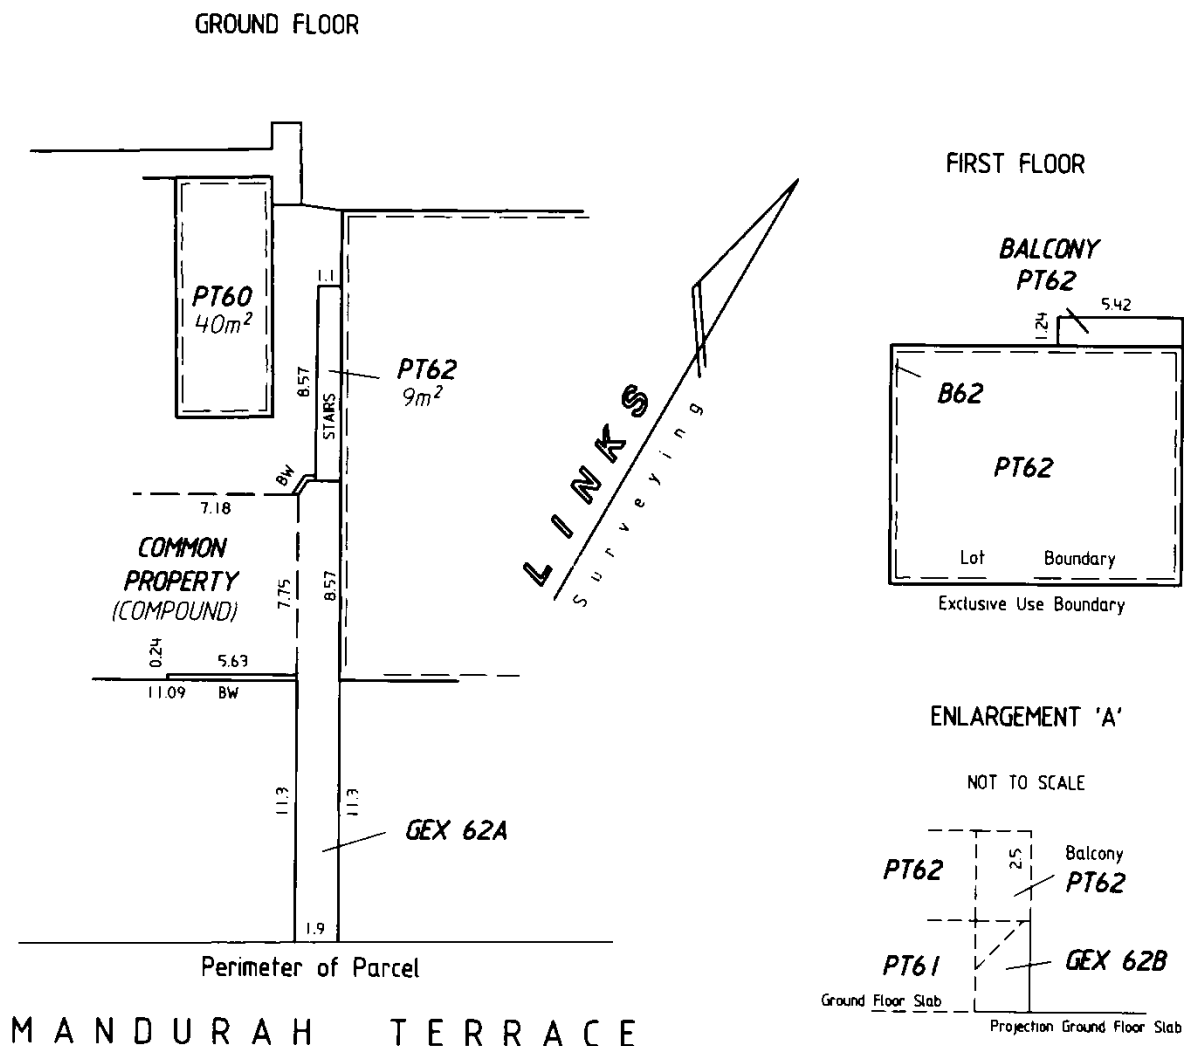 GROUND FLOOR
PT60
40m²
1.1
8.57
STAIRS
PT62
9m²
BW
7.18
COMMON
PROPERTY
(COMPOUND)
7.75
8.57
0.24
5.63
11.09
BW
11.3
11.3
GEX 62A
1.9
Perimeter of Parcel
MANDURAH TERRACE
LINKS
Surveying
FIRST FLOOR
BALCONY
PT62
5.42
1.24
B62
PT62
Lot Boundary
Exclusive Use Boundary
ENLARGEMENT 'A'
NOT TO SCALE
PT62
2.5
Balcony
PT62
PT61
GEX 62B
Ground Floor Slab
Projection Ground Floor Slab